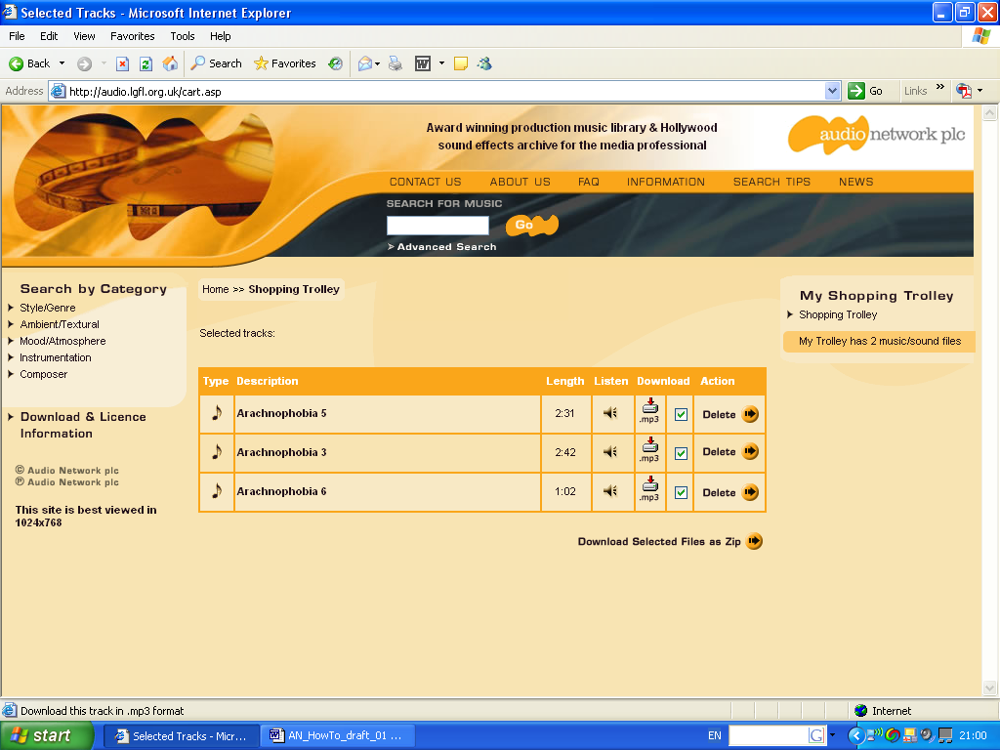 Selected Tracks - Microsoft Internet Explorer
File Edit View Favorites Tools Help
Back Search Favorites
Address http://audio.lgfl.org.uk/cart.asp Go Links »
Award winning production music library & Hollywood
sound effects archive for the media professional
audio network plc
CONTACT US ABOUT US FAQ INFORMATION SEARCH TIPS NEWS
SEARCH FOR MUSIC
Go
> Advanced Search
Search by Category
Style/Genre
Ambient/Textural
Mood/Atmosphere
Instrumentation
Composer
Download & Licence
Information
© Audio Network plc
℗ Audio Network plc
This site is best viewed in
1024x768
Home >> Shopping Trolley
Selected tracks:
Type Description Length Listen Download Action
Arachnophobia 5 2:31 .mp3 Delete
Arachnophobia 3 2:42 .mp3 Delete
Arachnophobia 6 1:02 .mp3 Delete
Download Selected Files as Zip
My Shopping Trolley
Shopping Trolley
My Trolley has 2 music/sound files
Download this track in .mp3 format Internet
start Selected Tracks - Micr... AN_HowTo_draft_01 ... EN G 21:00